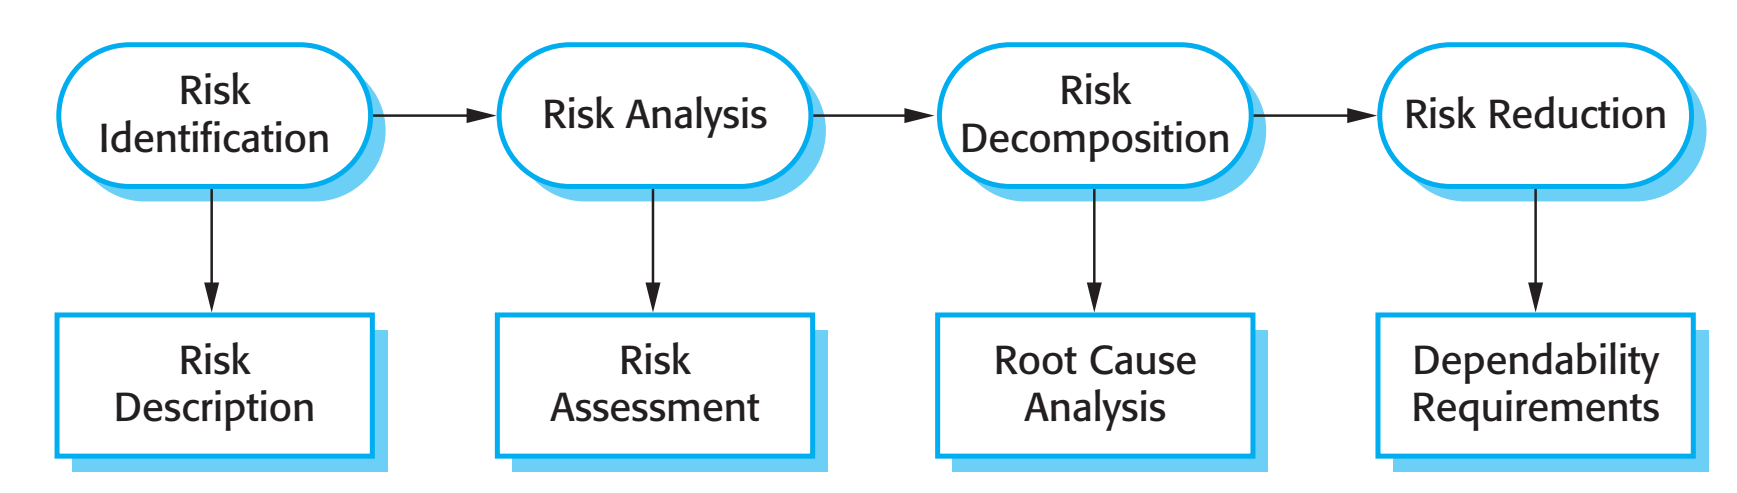 Risk
Identification
Risk Analysis
Risk
Decomposition
Risk Reduction
Risk
Description
Risk
Assessment
Root Cause
Analysis
Dependability
Requirements